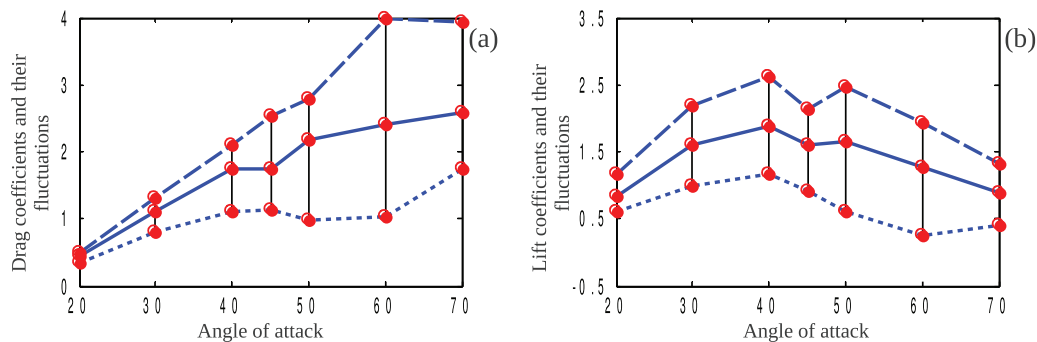 4
3
2
1
0
20 30 40 50 60 70
Drag coefficients and their
fluctuations
Angle of attack
(a)
3.5
2.5
1.5
0.5
-0.5
20 30 40 50 60 70
Lift coefficients and their
fluctuations
Angle of attack
(b)